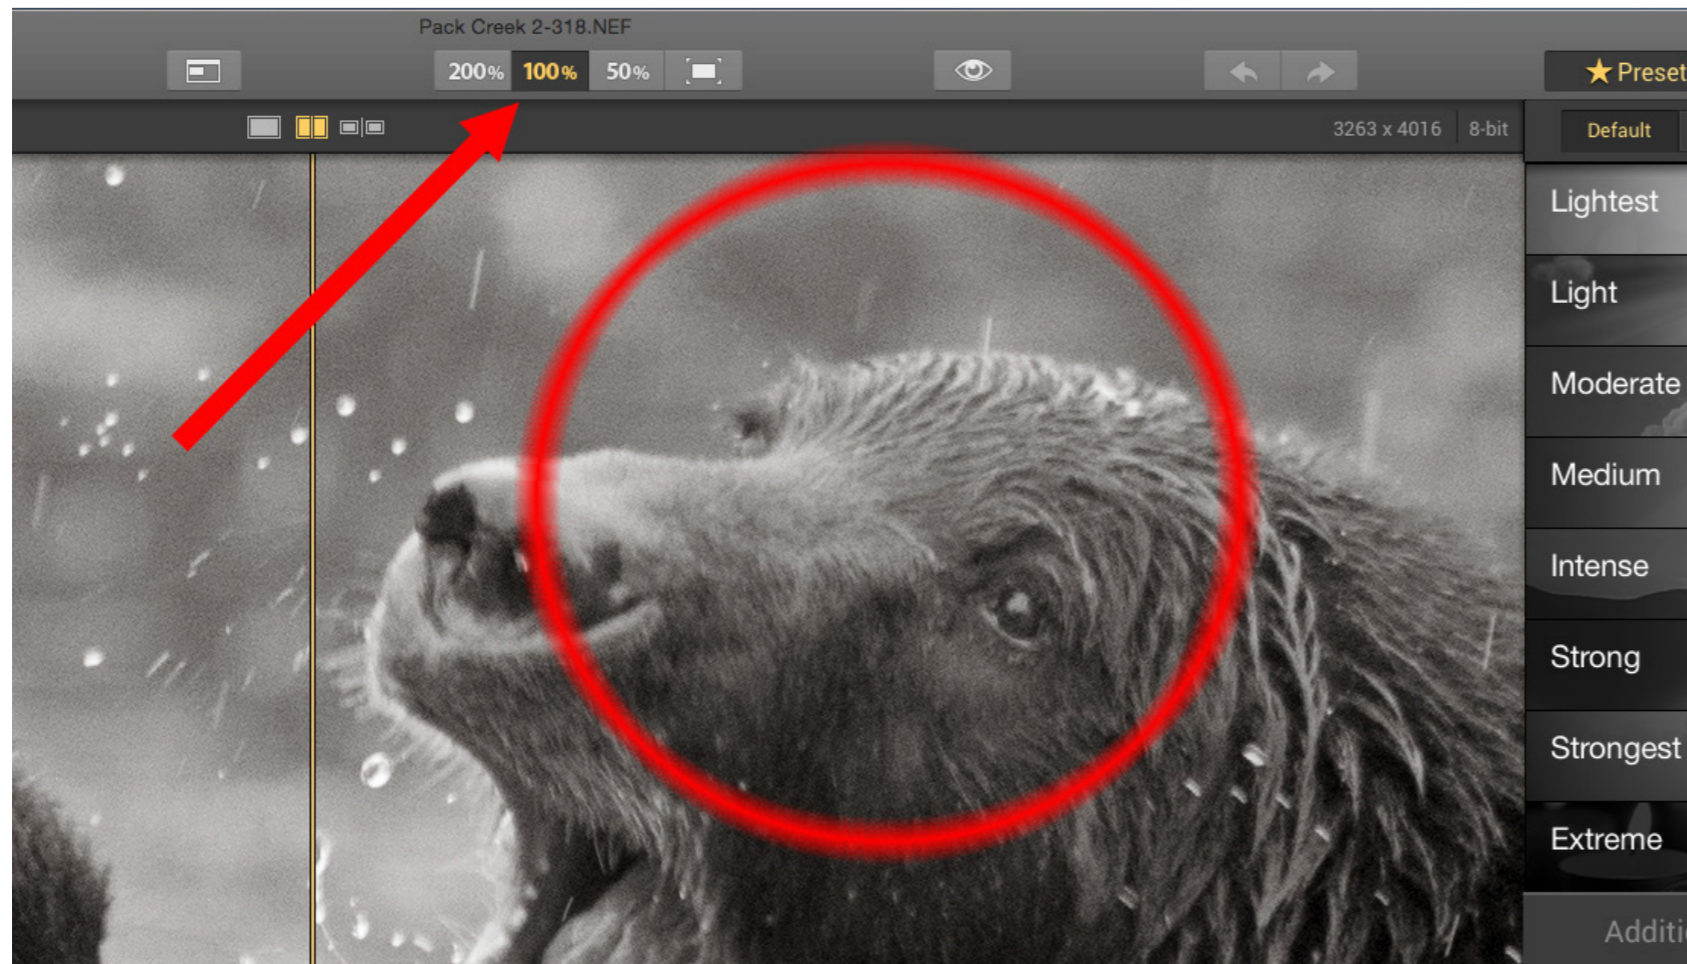 Pack Creek 2-318.NEF
200% 100% 50%
Preset
3263 x 4016 8-bit
Default
Lightest
Light
Moderate
Medium
Intense
Strong
Strongest
Extreme
Additi